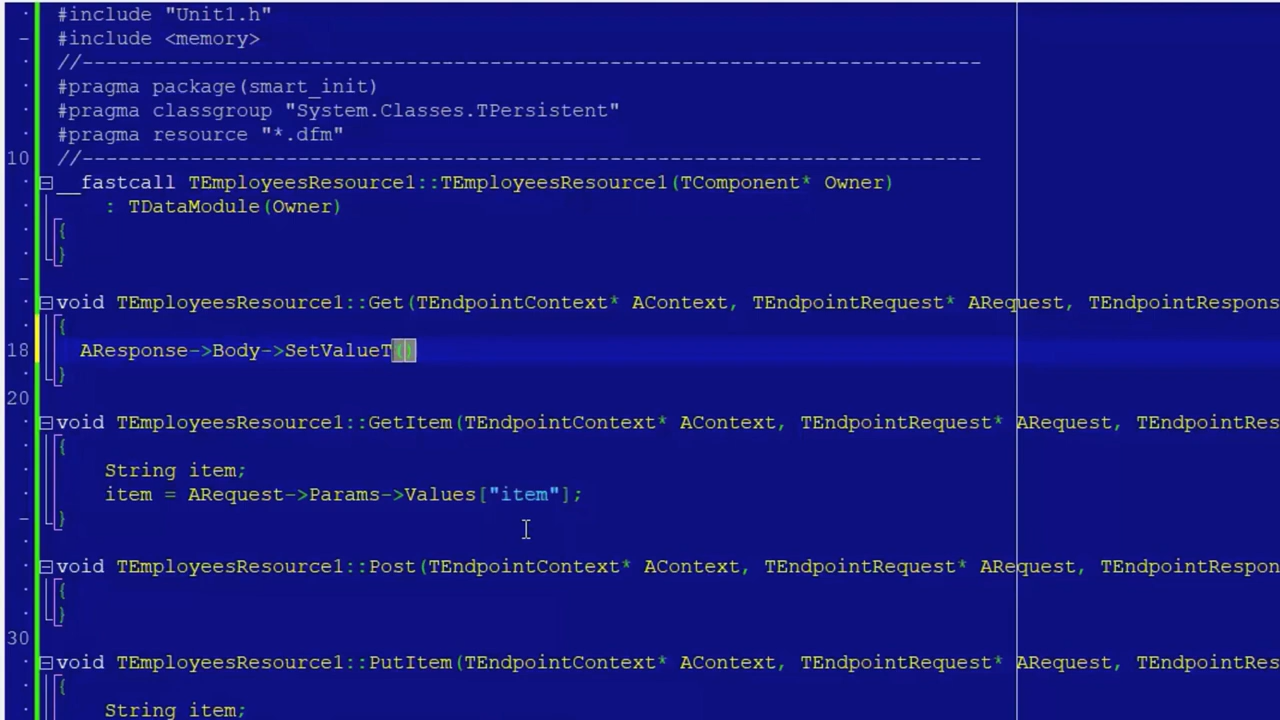 #include "Unit1.h"
#include <memory>
//---------------------------------------------------------------------------
#pragma package(smart_init)
#pragma classgroup "System.Classes.TPersistent"
#pragma resource "*.dfm"
10 //---------------------------------------------------------------------------
__fastcall TEmployeesResource1::TEmployeesResource1(TComponent* Owner)
: TDataModule(Owner)
{
}
void TEmployeesResource1::Get(TEndpointContext* AContext, TEndpointRequest* ARequest, TEndpointRespons
{
18 AResponse->Body->SetValueT()
}
20
void TEmployeesResource1::GetItem(TEndpointContext* AContext, TEndpointRequest* ARequest, TEndpointRes
{
String item;
item = ARequest->Params->Values["item"];
}
void TEmployeesResource1::Post(TEndpointContext* AContext, TEndpointRequest* ARequest, TEndpointRespon
{
}
30
void TEmployeesResource1::PutItem(TEndpointContext* AContext, TEndpointRequest* ARequest, TEndpointRes
{
String item;